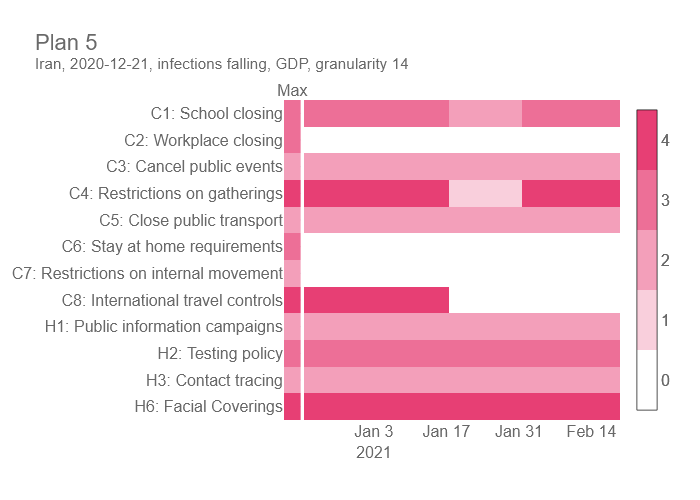 Plan 5
Iran, 2020-12-21, infections falling, GDP, granularity 14
Max
C1: School closing
C2: Workplace closing
C3: Cancel public events
C4: Restrictions on gatherings
C5: Close public transport
C6: Stay at home requirements
C7: Restrictions on internal movement
C8: International travel controls
H1: Public information campaigns
H2: Testing policy
H3: Contact tracing
H6: Facial Coverings
Jan 3 Jan 17 Jan 31 Feb 14
2021
4
3
2
1
0